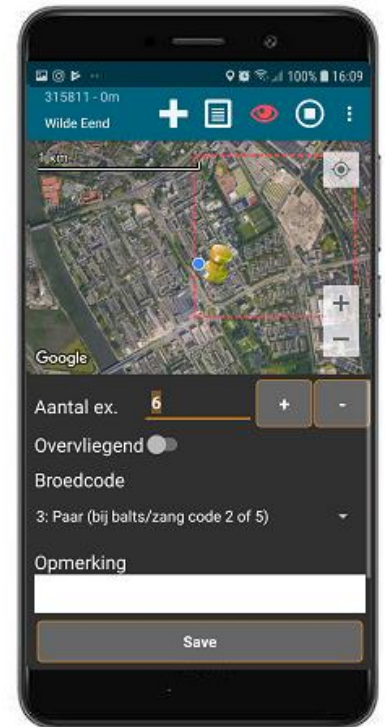 100% 16:09
315811 - 0m
Wilde Eend
1 km
Google
Aantal ex. 6 + -
Overvliegend
Broedcode
3: Paar (bij balts/zang code 2 of 5)
Opmerking
Save